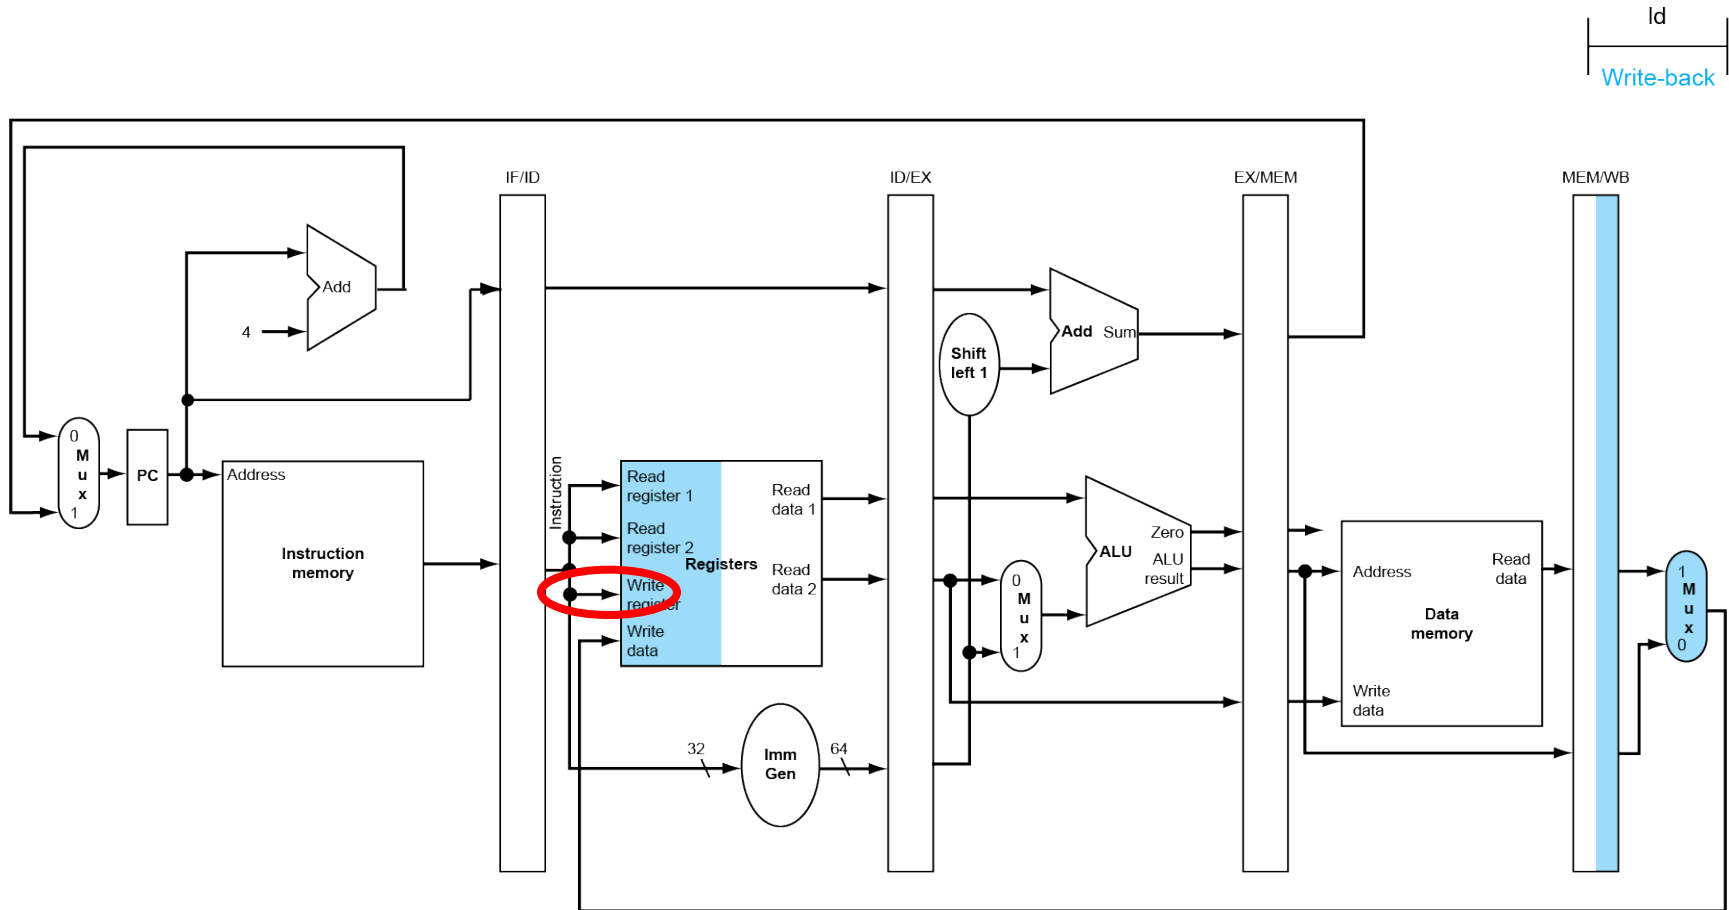 ld
Write-back
IF/ID
ID/EX
EX/MEM
MEM/WB
Add
4
Add Sum
Shift
left 1
0
M
u
x
1
PC
Address
Instruction
memory
Instruction
Read
register 1
Read
register 2
Write
register
Write
data
Registers
Read
data 1
Read
data 2
0
M
u
x
1
ALU
Zero
ALU
result
Address
Read
data
Data
memory
Write
data
1
M
u
x
0
32
Imm
Gen
64